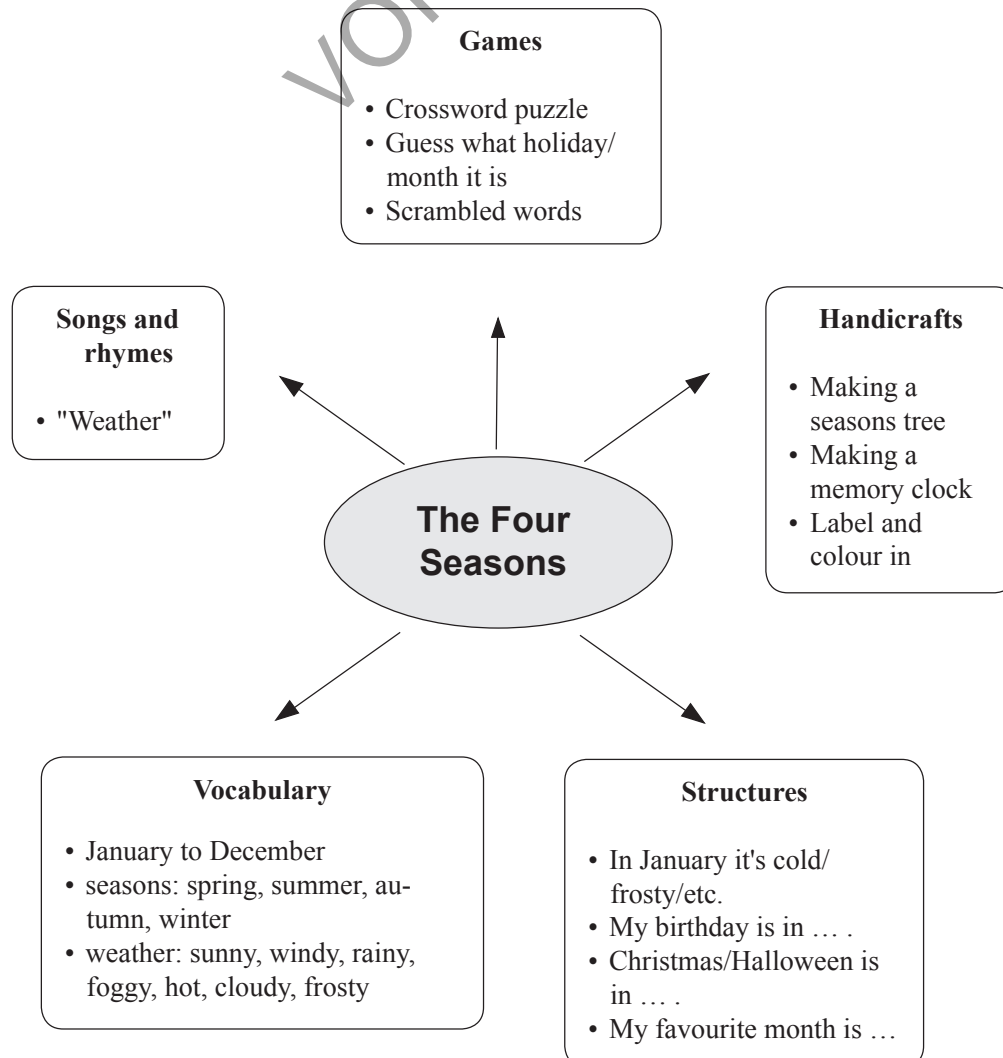 Games
• Crossword puzzle
• Guess what holiday/
month it is
• Scrambled words
Songs and
rhymes
• "Weather"
Handicrafts
• Making a
seasons tree
• Making a
memory clock
• Label and
colour in
The Four
Seasons
Vocabulary
• January to December
• seasons: spring, summer, au-
tumn, winter
• weather: sunny, windy, rainy,
foggy, hot, cloudy, frosty
Structures
• In January it's cold/
frosty/etc.
• My birthday is in … .
• Christmas/Halloween is
in … .
• My favourite month is …